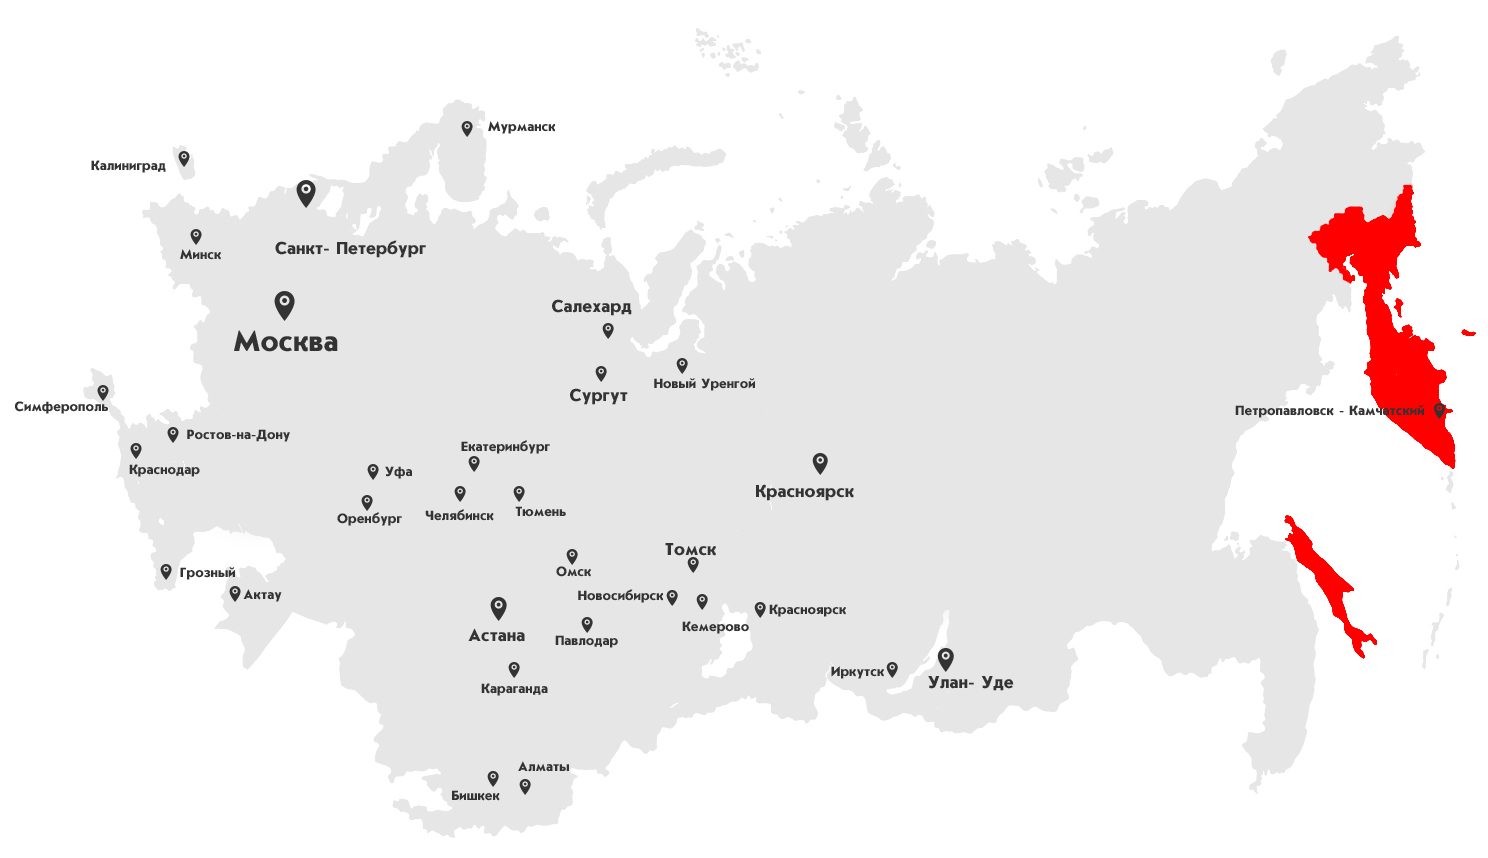 Мурманск
Калиниград
Санкт- Петербург
Минск
Салехард
Москва
Новый Уренгой
Сургут
Симферополь
Петропавловск - Камчатский
Ростов-на-Дону
Екатеринбург
Краснодар
Уфа
Красноярск
Тюмень
Челябинск
Оренбург
Томск
Омск
Грозный
Актау
Новосибирск
Красноярск
Кемерово
Астана
Павлодар
Иркутск
Улан- Уде
Караганда
Алматы
Бишкек